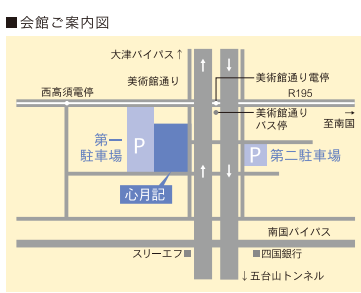 ■会館ご案内図
大津バイパス↑
美術館通り
美術館通り電停
西高須電停
R195
美術館通り
バス停
→
至南国
第一
駐車場
P
P
第二駐車場
心月記
南国バイパス
スリーエフ■
■四国銀行
↓五台山トンネル